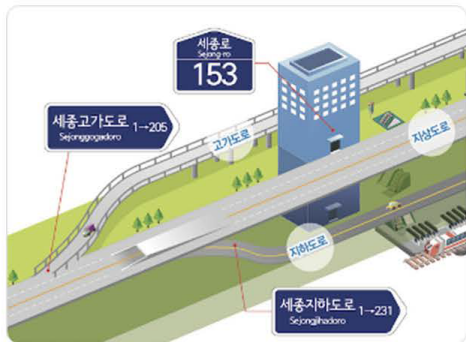 세종로
Sejong-ro
153
세종고가도로 1→205
Sejonggogadoro
고가도로
지상도로
지하도로
세종지하도로 1→231
Sejongjihadoro